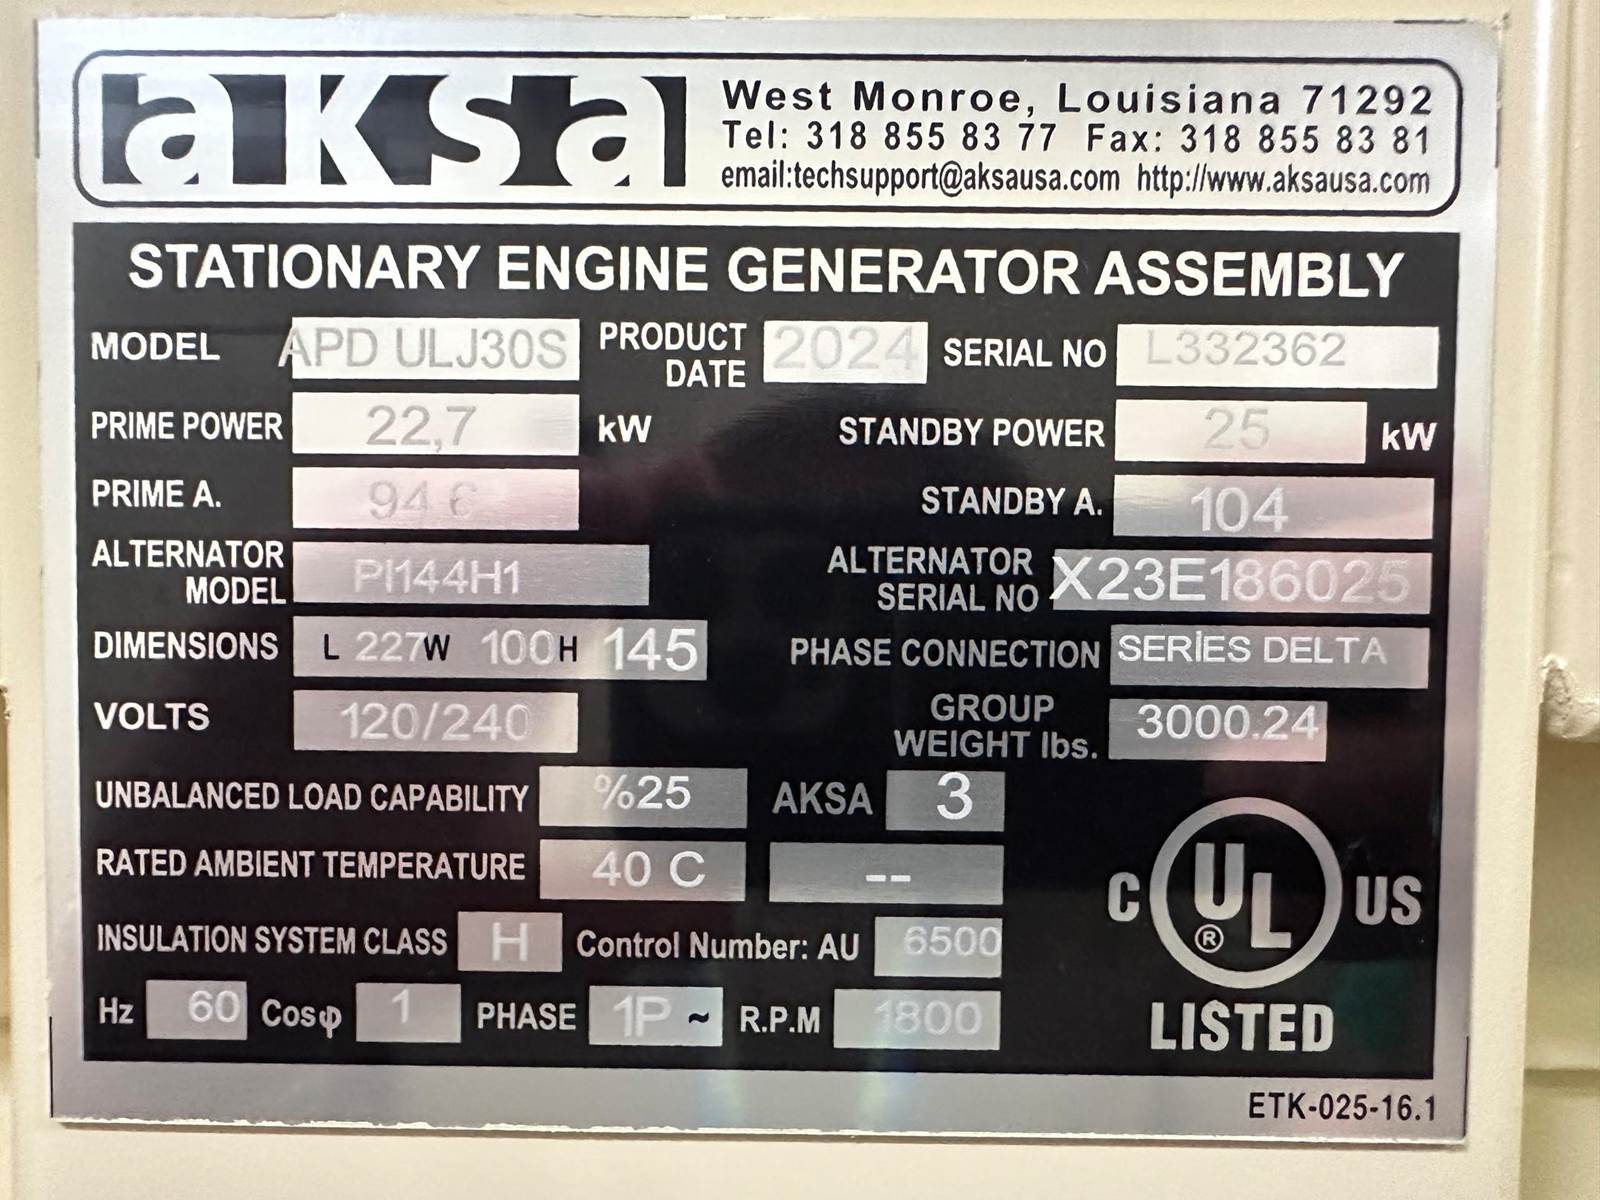 aksa
West Monroe, Louisiana 71292
Tel: 318 855 83 77 Fax: 318 855 83 81
email:techsupport@aksausa.com http://www.aksausa.com
STATIONARY ENGINE GENERATOR ASSEMBLY
MODEL APD ULJ30S PRODUCT DATE 2024 SERIAL NO L332362
PRIME POWER 22,7 kW STANDBY POWER 25 kW
PRIME A. 94 6 STANDBY A. 104
ALTERNATOR MODEL PI144H1 ALTERNATOR SERIAL NO X23E186025
DIMENSIONS L 227 W 100 H 145 PHASE CONNECTION SERIES DELTA
VOLTS 120/240 GROUP WEIGHT lbs. 3000.24
UNBALANCED LOAD CAPABILITY %25 AKSA 3
RATED AMBIENT TEMPERATURE 40 C --
INSULATION SYSTEM CLASS H Control Number: AU 6500
Hz 60 Cosφ 1 PHASE 1P ~ R.P.M 1800
C UL ® US
LISTED
ETK-025-16.1